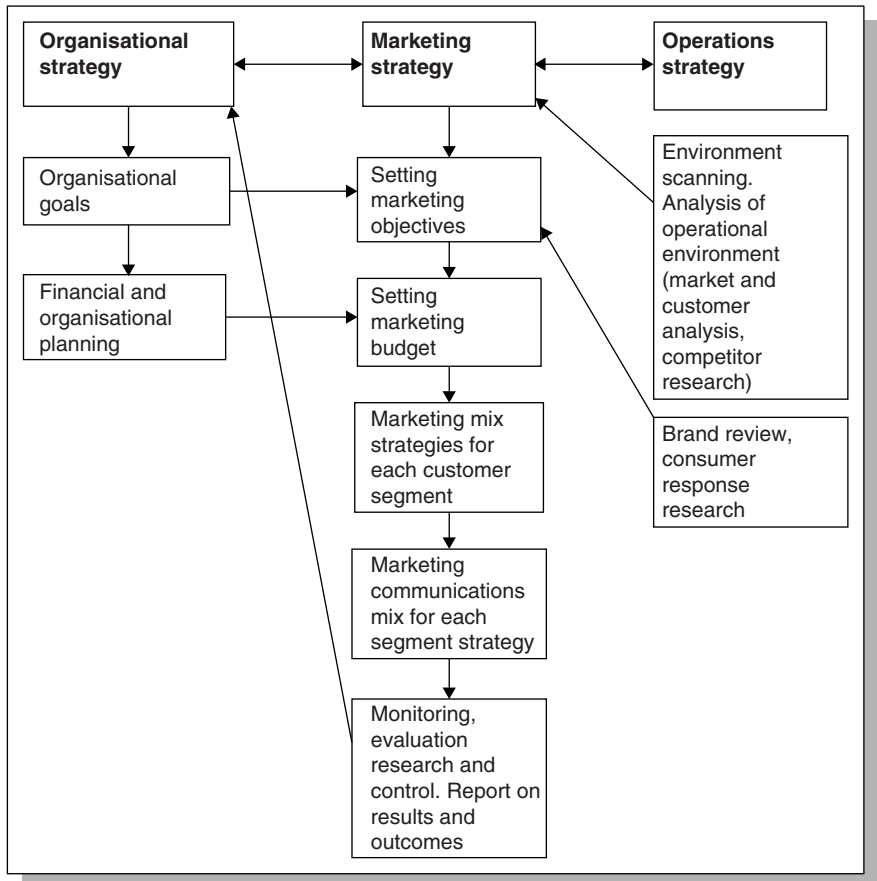 Organisational
strategy
Marketing
strategy
Operations
strategy
Organisational
goals
Setting
marketing
objectives
Environment
scanning.
Analysis of
operational
environment
(market and
customer
analysis,
competitor
research)
Financial and
organisational
planning
Setting
marketing
budget
Marketing mix
strategies for
each customer
segment
Brand review,
consumer
response
research
Marketing
communications
mix for each
segment strategy
Monitoring,
evaluation
research and
control. Report on
results and
outcomes